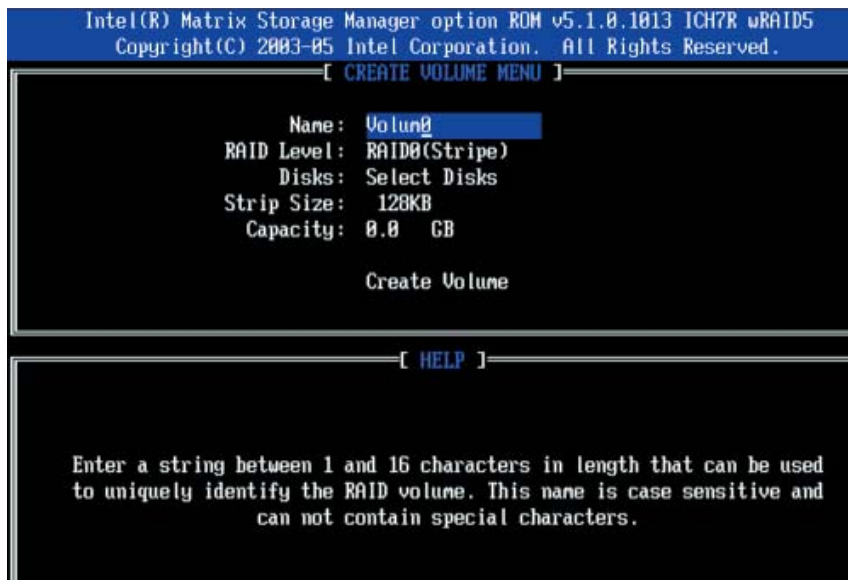 Intel(R) Matrix Storage Manager option ROM v5.1.0.1013 ICH7R wRAID5
Copyright(C) 2003-05 Intel Corporation. All Rights Reserved.
[ CREATE VOLUME MENU ]
Name: Volum0
RAID Level: RAID0(Stripe)
Disks: Select Disks
Strip Size: 128KB
Capacity: 0.0 GB
Create Volume
[ HELP ]
Enter a string between 1 and 16 characters in length that can be used
to uniquely identify the RAID volume. This name is case sensitive and
can not contain special characters.